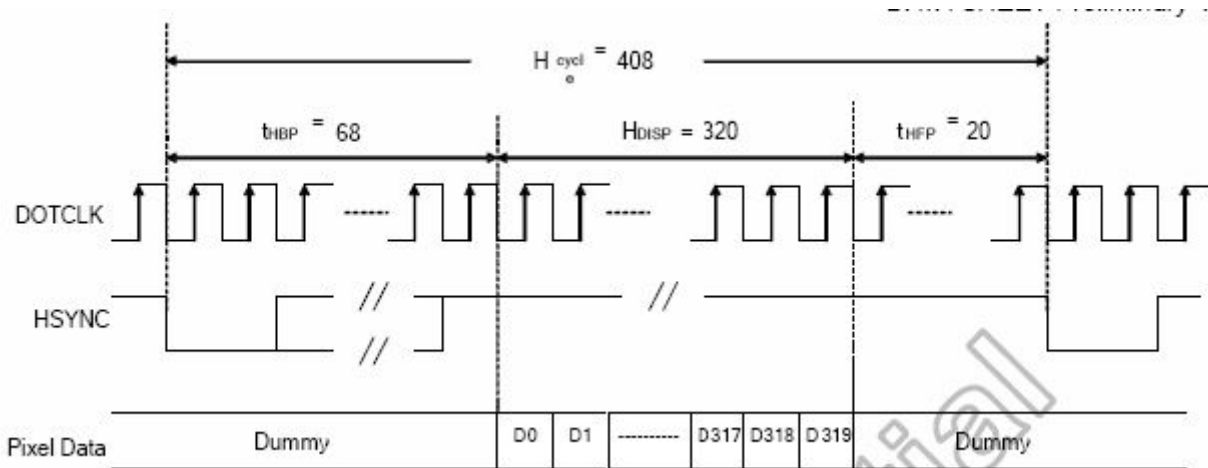 H cycle = 408
tHBP = 68
HDISP = 320
tHFP = 20
DOTCLK
HSYNC
Pixel Data
Dummy
D0
D1
D317
D318
D319
Dummy